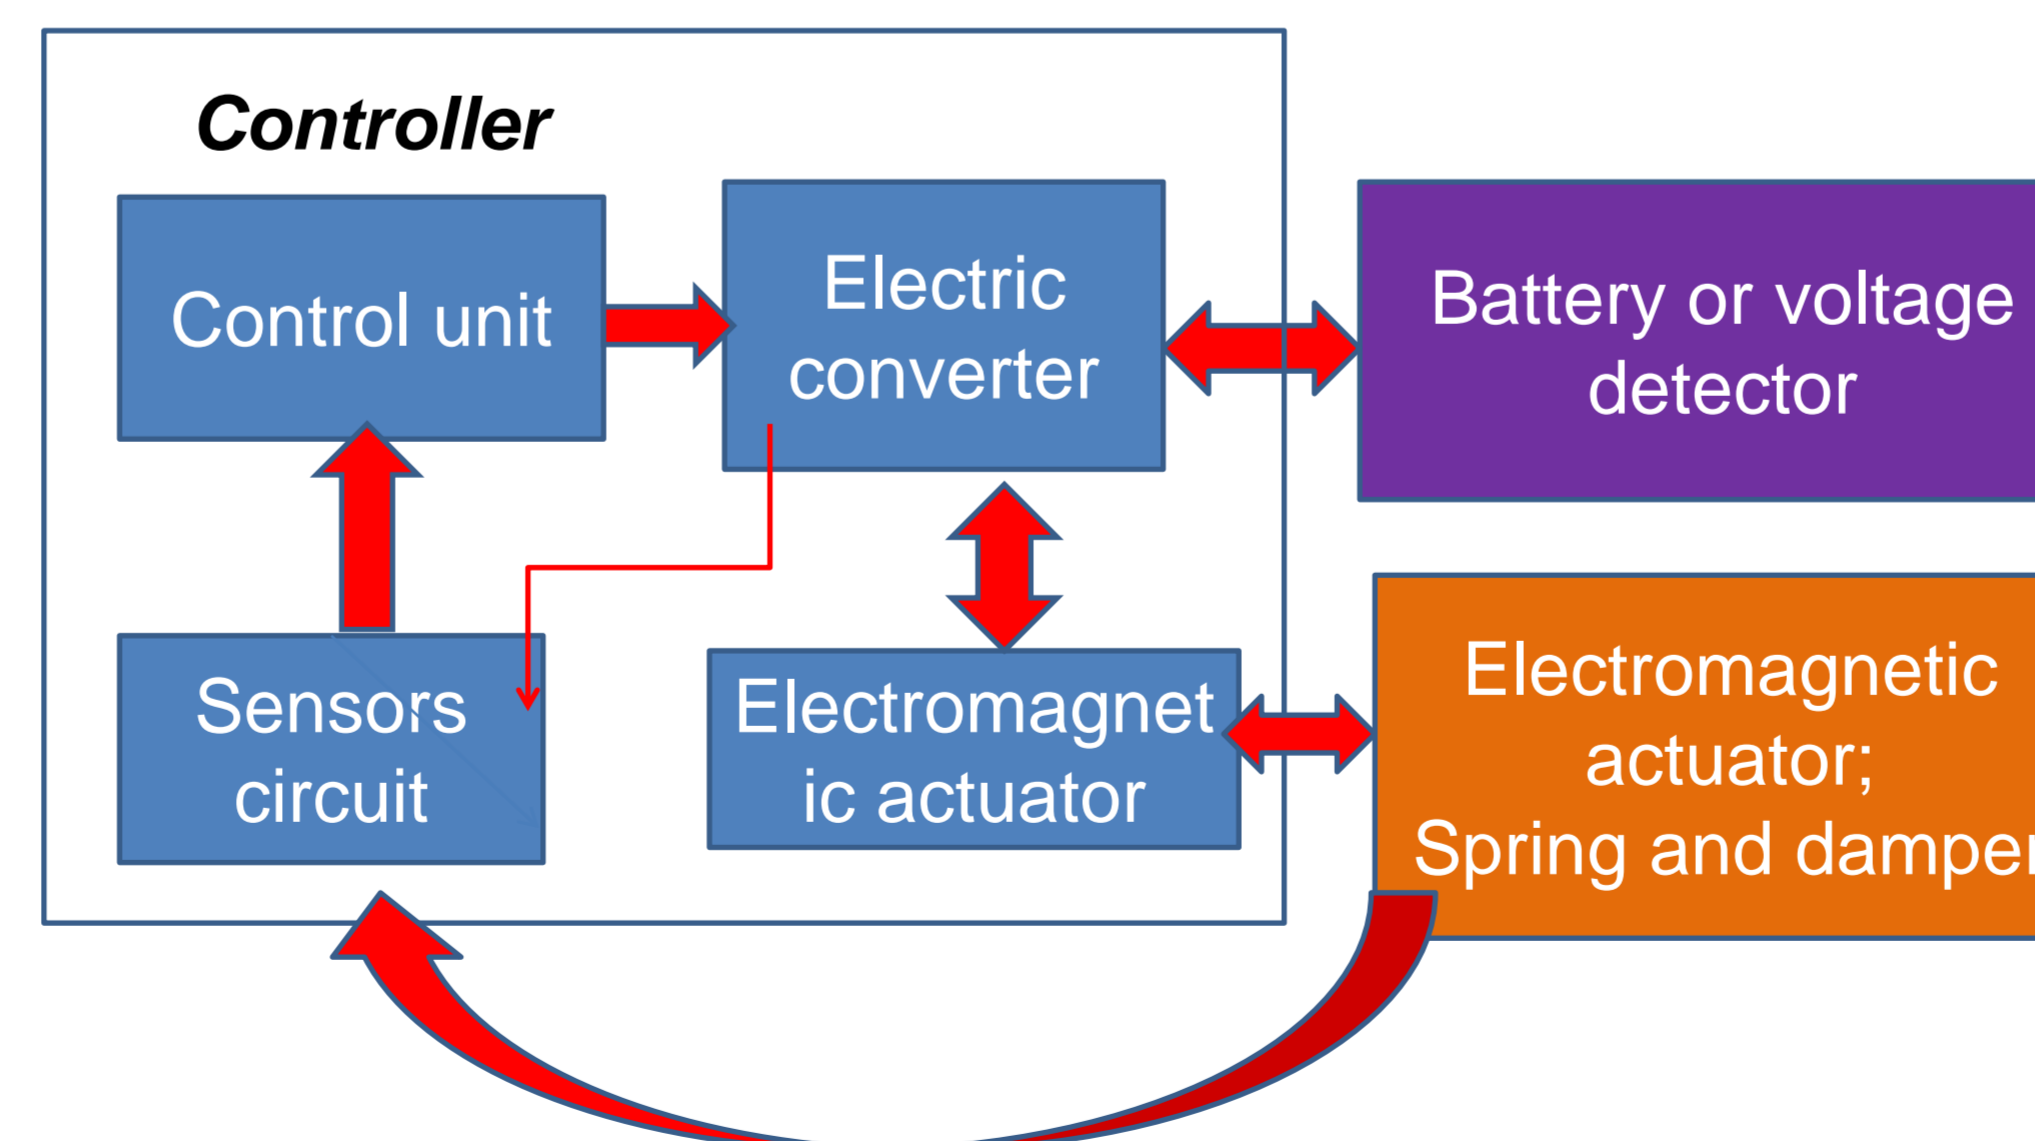 Controller
Control unit
Electric
converter
Battery or voltage
detector
Sensors
circuit
Electromagnet
ic actuator
Electromagnetic
actuator;
Spring and damper